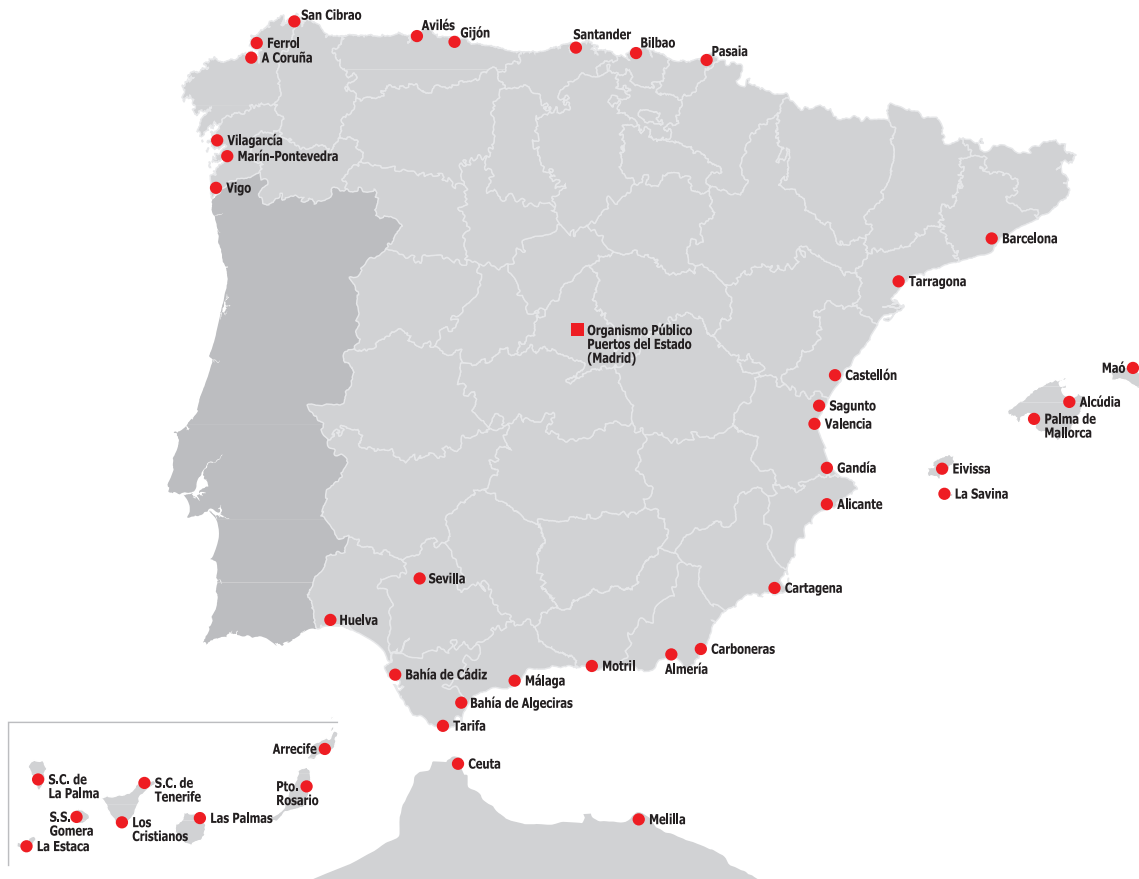 San Cibrao
Avilés
Gijón
Ferrol
A Coruña
Santander
Bilbao
Pasaia
Vilagarcía
Marín-Pontevedra
Vigo
Barcelona
Tarragona
Organismo Público
Puertos del Estado
(Madrid)
Castellón
Maó
Alcúdia
Sagunto
Valencia
Palma de
Mallorca
Gandía
Eivissa
La Savina
Alicante
Sevilla
Cartagena
Huelva
Carboneras
Almería
Motril
Bahía de Cádiz
Málaga
Bahía de Algeciras
Tarifa
Ceuta
Melilla
Arrecife
S.C. de
La Palma
S.C. de
Tenerife
Pto.
Rosario
S.S.
Gomera
Los
Cristianos
Las Palmas
La Estaca